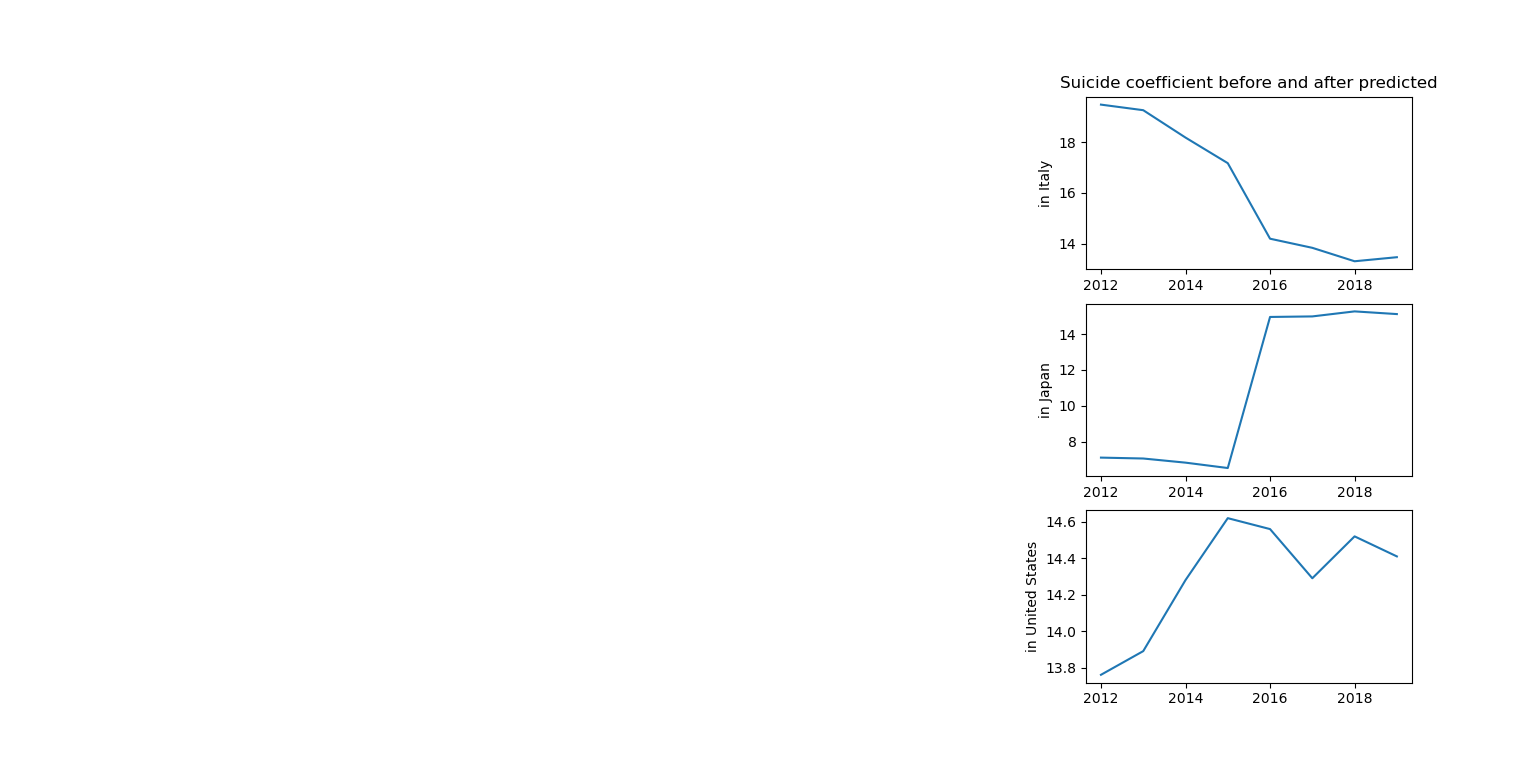 Suicide coefficient before and after predicted
in Italy
18
16
14
2012 2014 2016 2018
in Japan
14
12
10
8
2012 2014 2016 2018
in United States
14.6
14.4
14.2
14.0
13.8
2012 2014 2016 2018